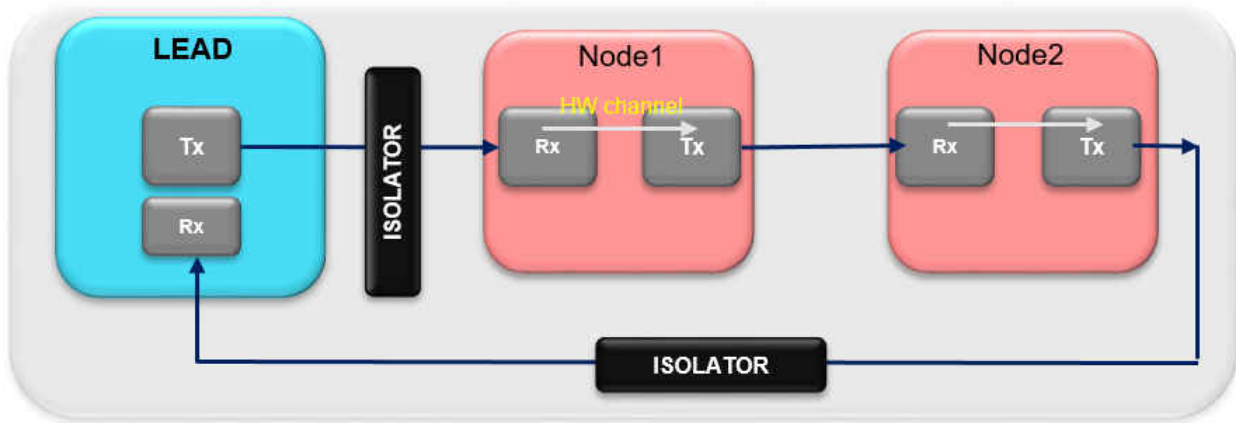 LEAD
Tx
Rx
ISOLATOR
Node1
HW channel
Rx
Tx
Node2
Rx
Tx
ISOLATOR